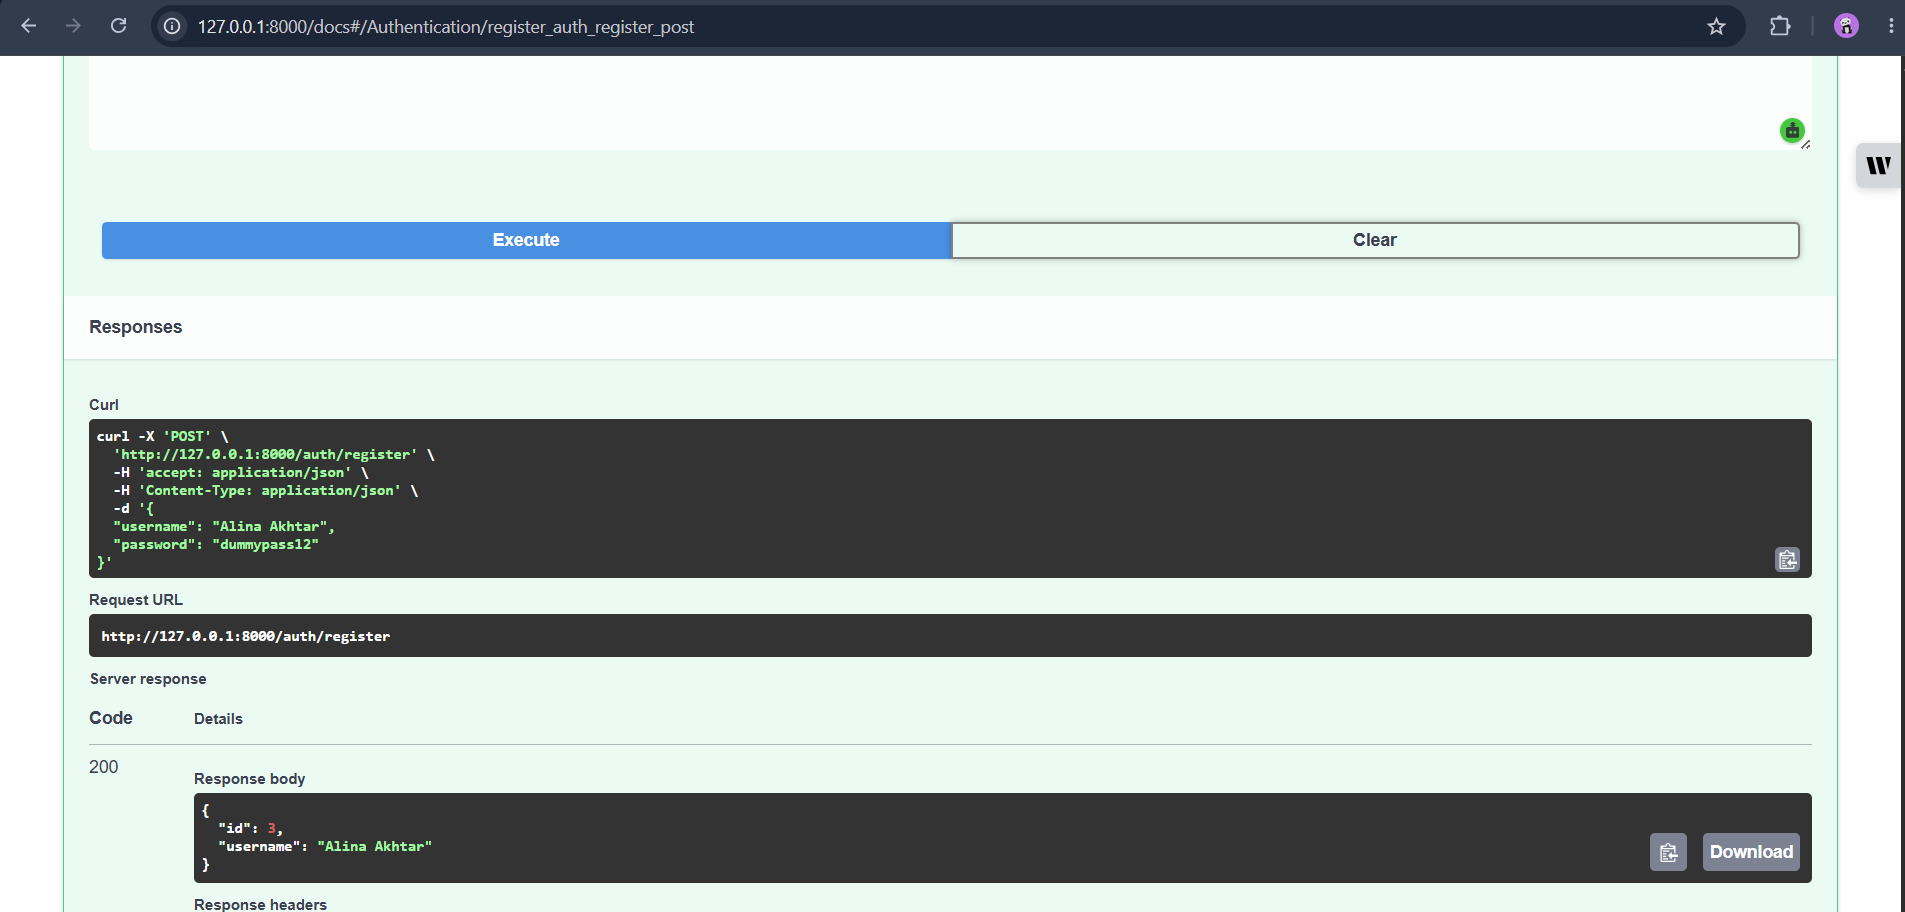 127.0.0.1:8000/docs#/Authentication/register_auth_register_post
W
Execute
Clear
Responses
Curl
curl -X 'POST' \
  'http://127.0.0.1:8000/auth/register' \
  -H 'accept: application/json' \
  -H 'Content-Type: application/json' \
  -d '{
  "username": "Alina Akhtar",
  "password": "dummypass12"
}'
Request URL
http://127.0.0.1:8000/auth/register
Server response
Code Details
200
Response body
{
  "id": 3,
  "username": "Alina Akhtar"
}
Download
Response headers